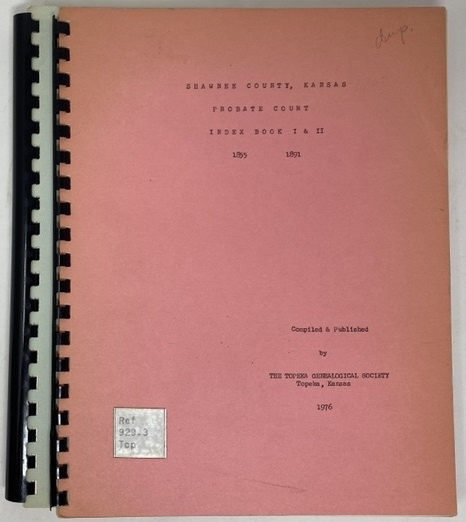 dup.
SHAWNEE COUNTY, KANSAS
PROBATE COURT
INDEX BOOK I & II
1855 1891
Compiled & Published
by
THE TOPEKA GENEALOGICAL SOCIETY
Topeka, Kansas
1976
Ref
929.3
Top